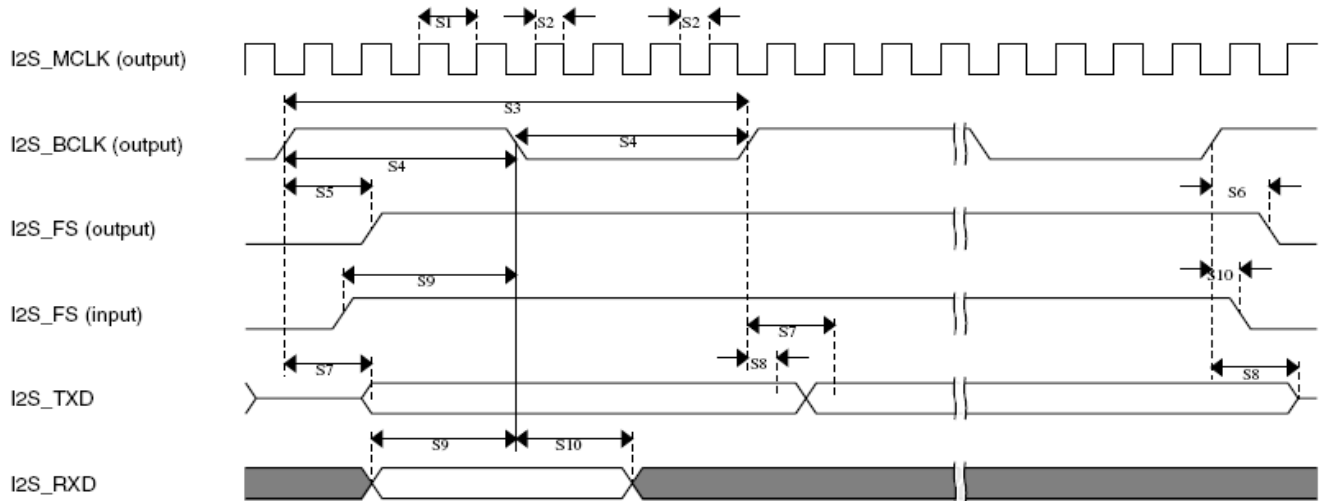 S1 S2 S2
I2S_MCLK (output)
S3
I2S_BCLK (output)
S4
S4
S5 S6
I2S_FS (output)
S9 S10
I2S_FS (input)
S7
S7 S8 S8
I2S_TXD
S9 S10
I2S_RXD